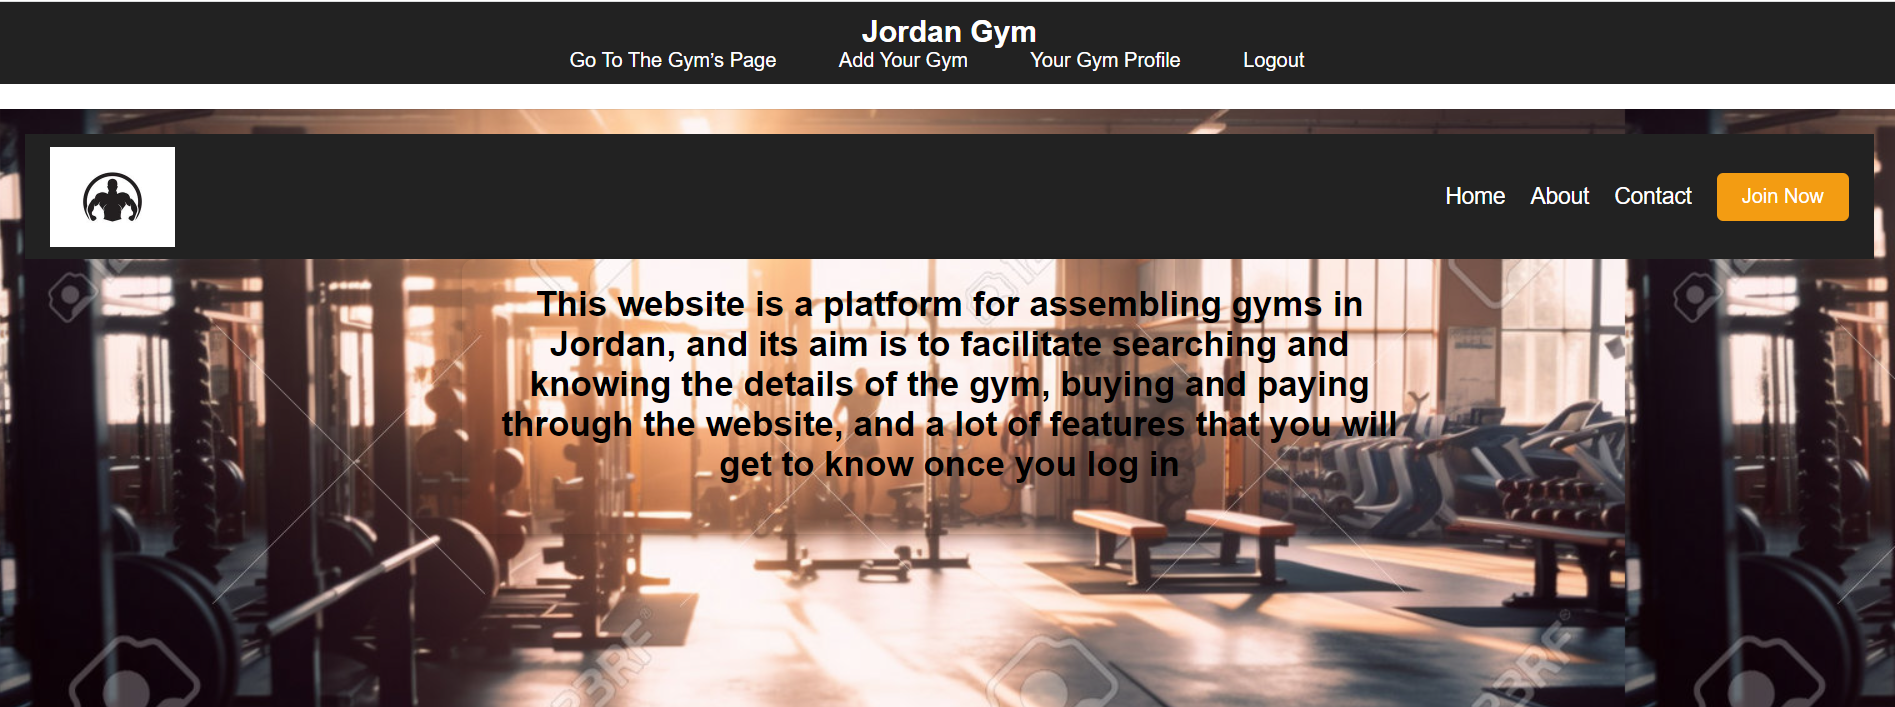 Jordan Gym
Go To The Gym’s Page Add Your Gym Your Gym Profile Logout
Home About Contact Join Now
This website is a platform for assembling gyms in
Jordan, and its aim is to facilitate searching and
knowing the details of the gym, buying and paying
through the website, and a lot of features that you will
get to know once you log in